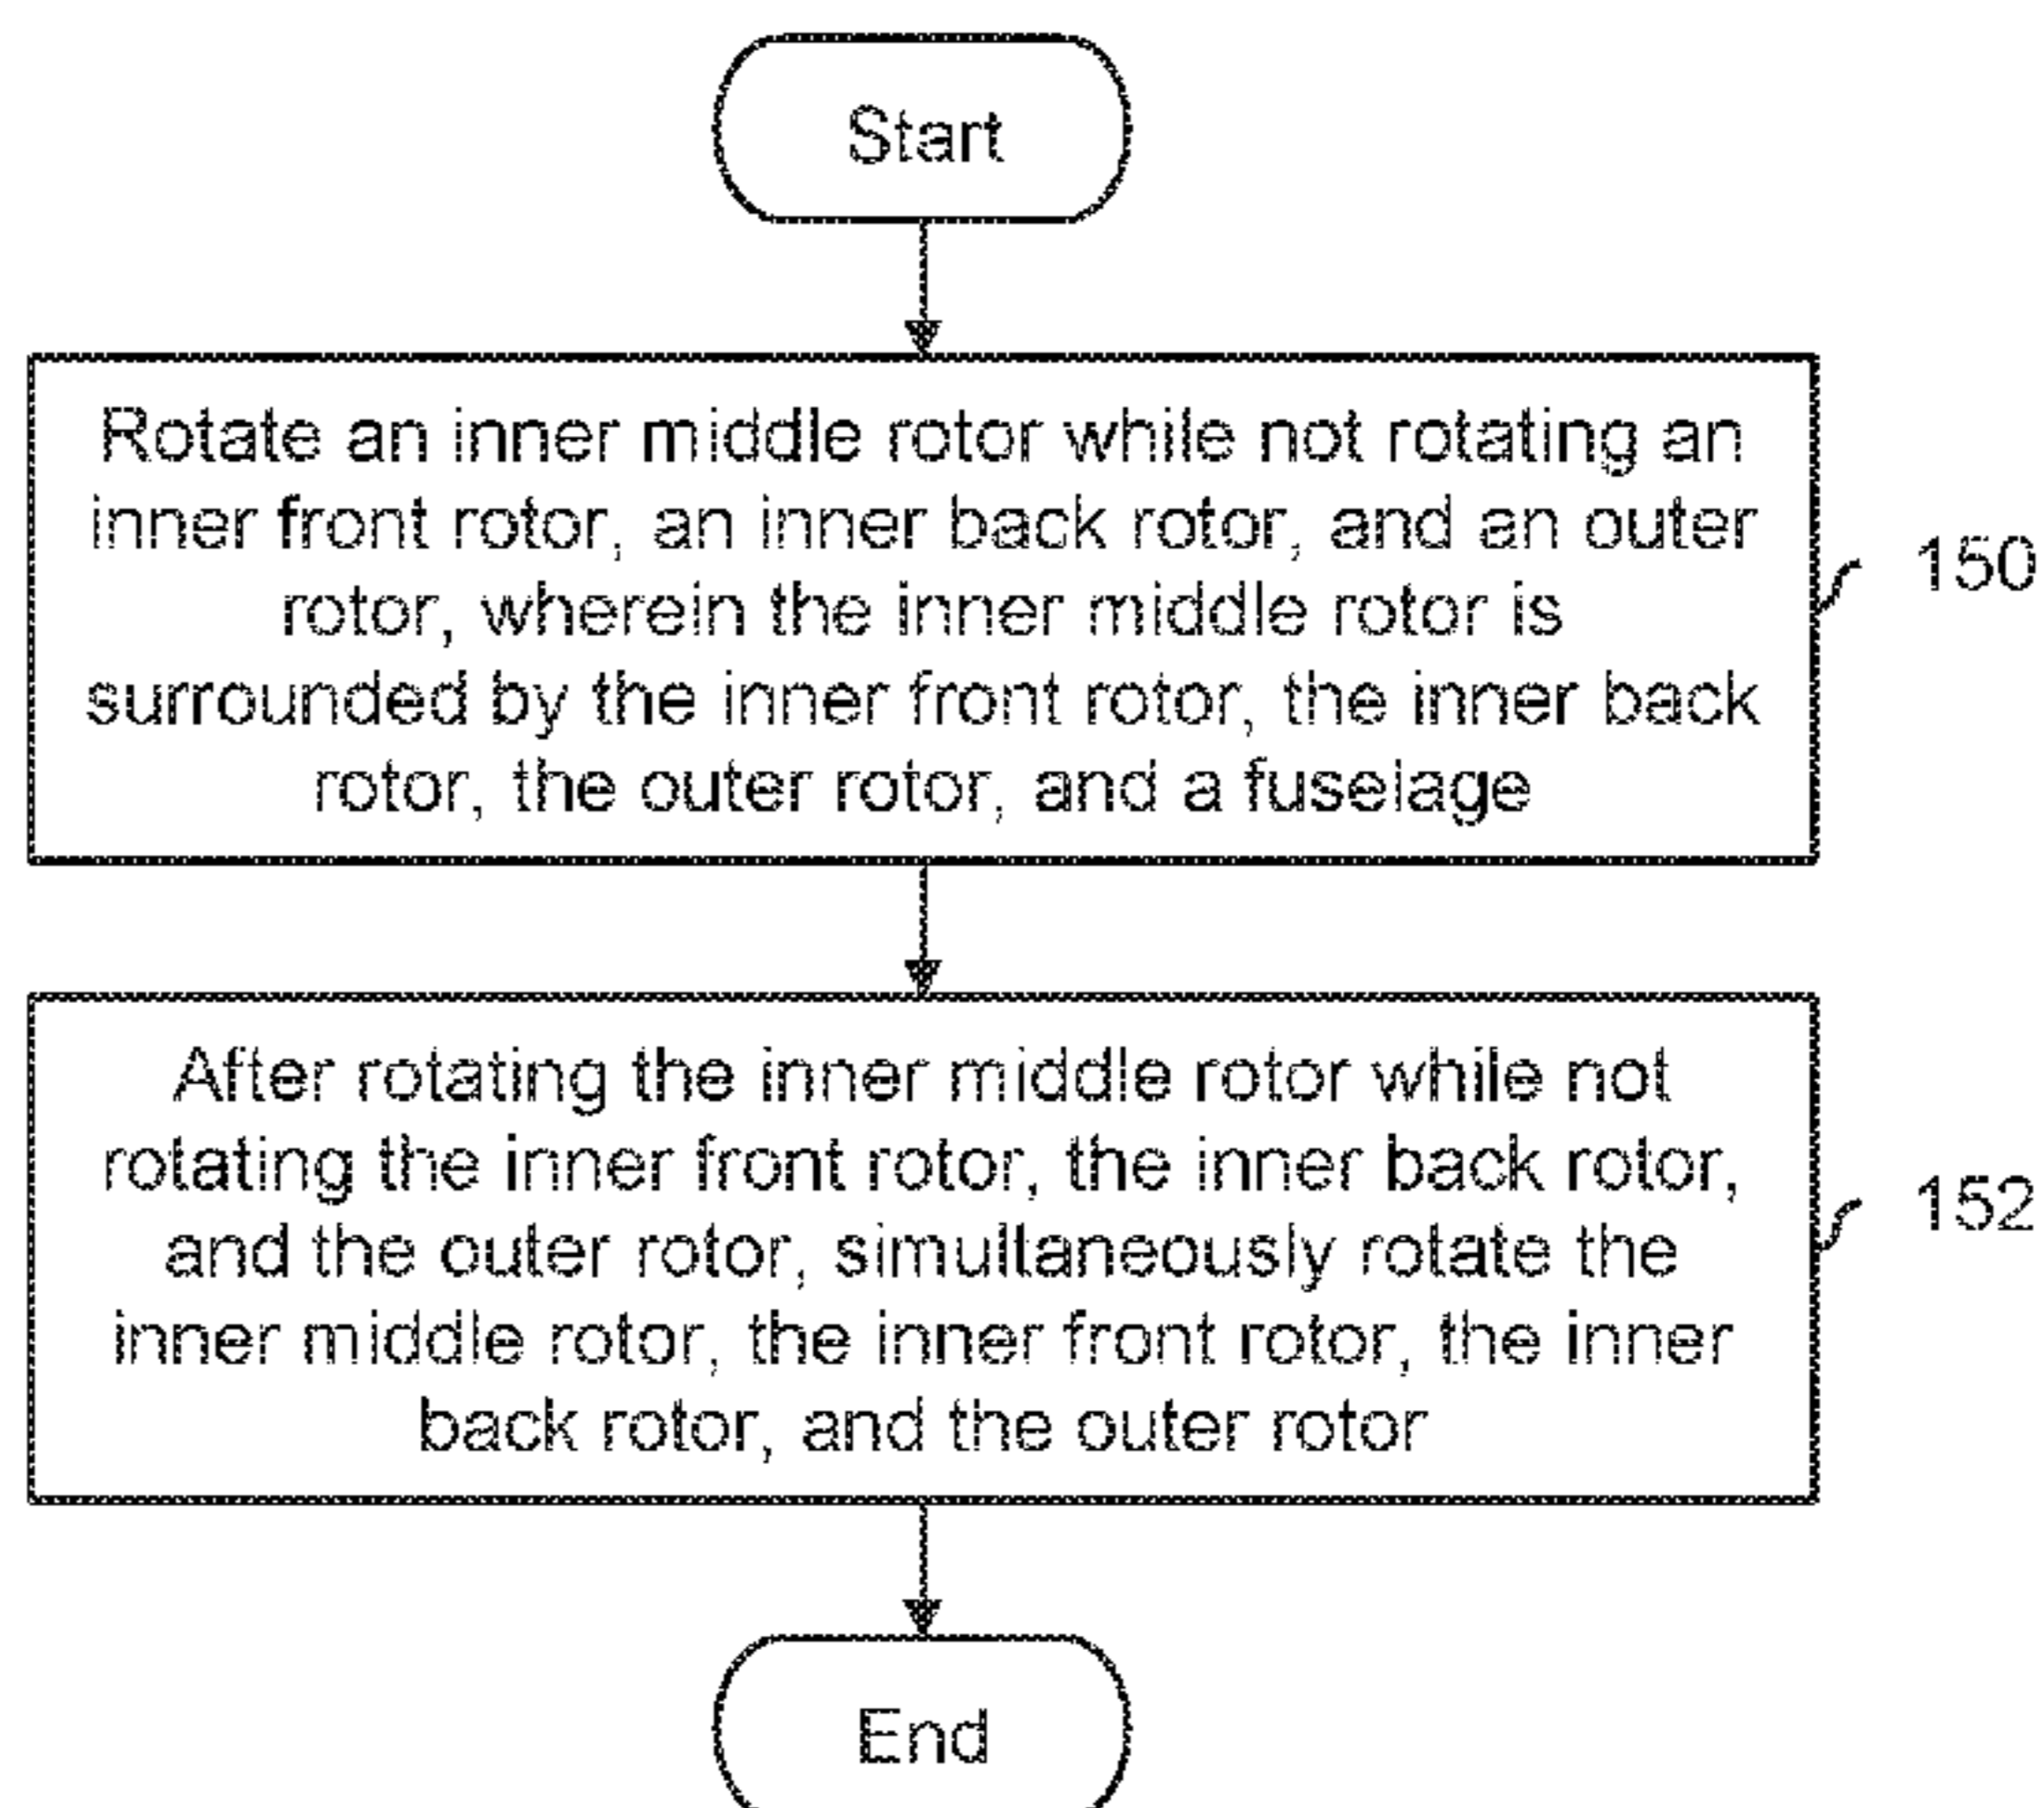 Start
Rotate an inner middle rotor while not rotating an
inner front rotor, an inner back rotor, and an outer
rotor, wherein the inner middle rotor is
surrounded by the inner front rotor, the inner back
rotor, the outer rotor, and a fuselage
150
After rotating the inner middle rotor while not
rotating the inner front rotor, the inner back rotor,
and the outer rotor, simultaneously rotate the
inner middle rotor, the inner front rotor, the inner
back rotor, and the outer rotor
152
End